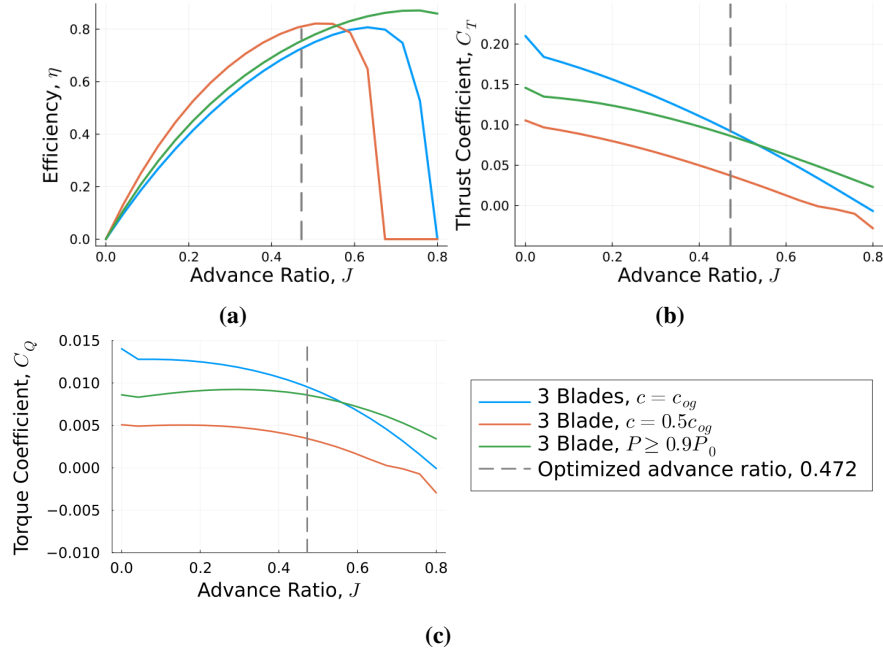 0.8
0.6
0.4
0.2
0.0
Efficiency, η
0.0 0.2 0.4 0.6 0.8
Advance Ratio, J
(a)
0.20
0.15
0.10
0.05
0.00
Thrust Coefficient, C_T
0.0 0.2 0.4 0.6 0.8
Advance Ratio, J
(b)
0.015
0.010
0.005
0.000
−0.005
−0.010
Torque Coefficient, C_Q
0.0 0.2 0.4 0.6 0.8
Advance Ratio, J
(c)
3 Blades, c = c_og
3 Blade, c = 0.5c_og
3 Blade, P ≥ 0.9P_0
Optimized advance ratio, 0.472